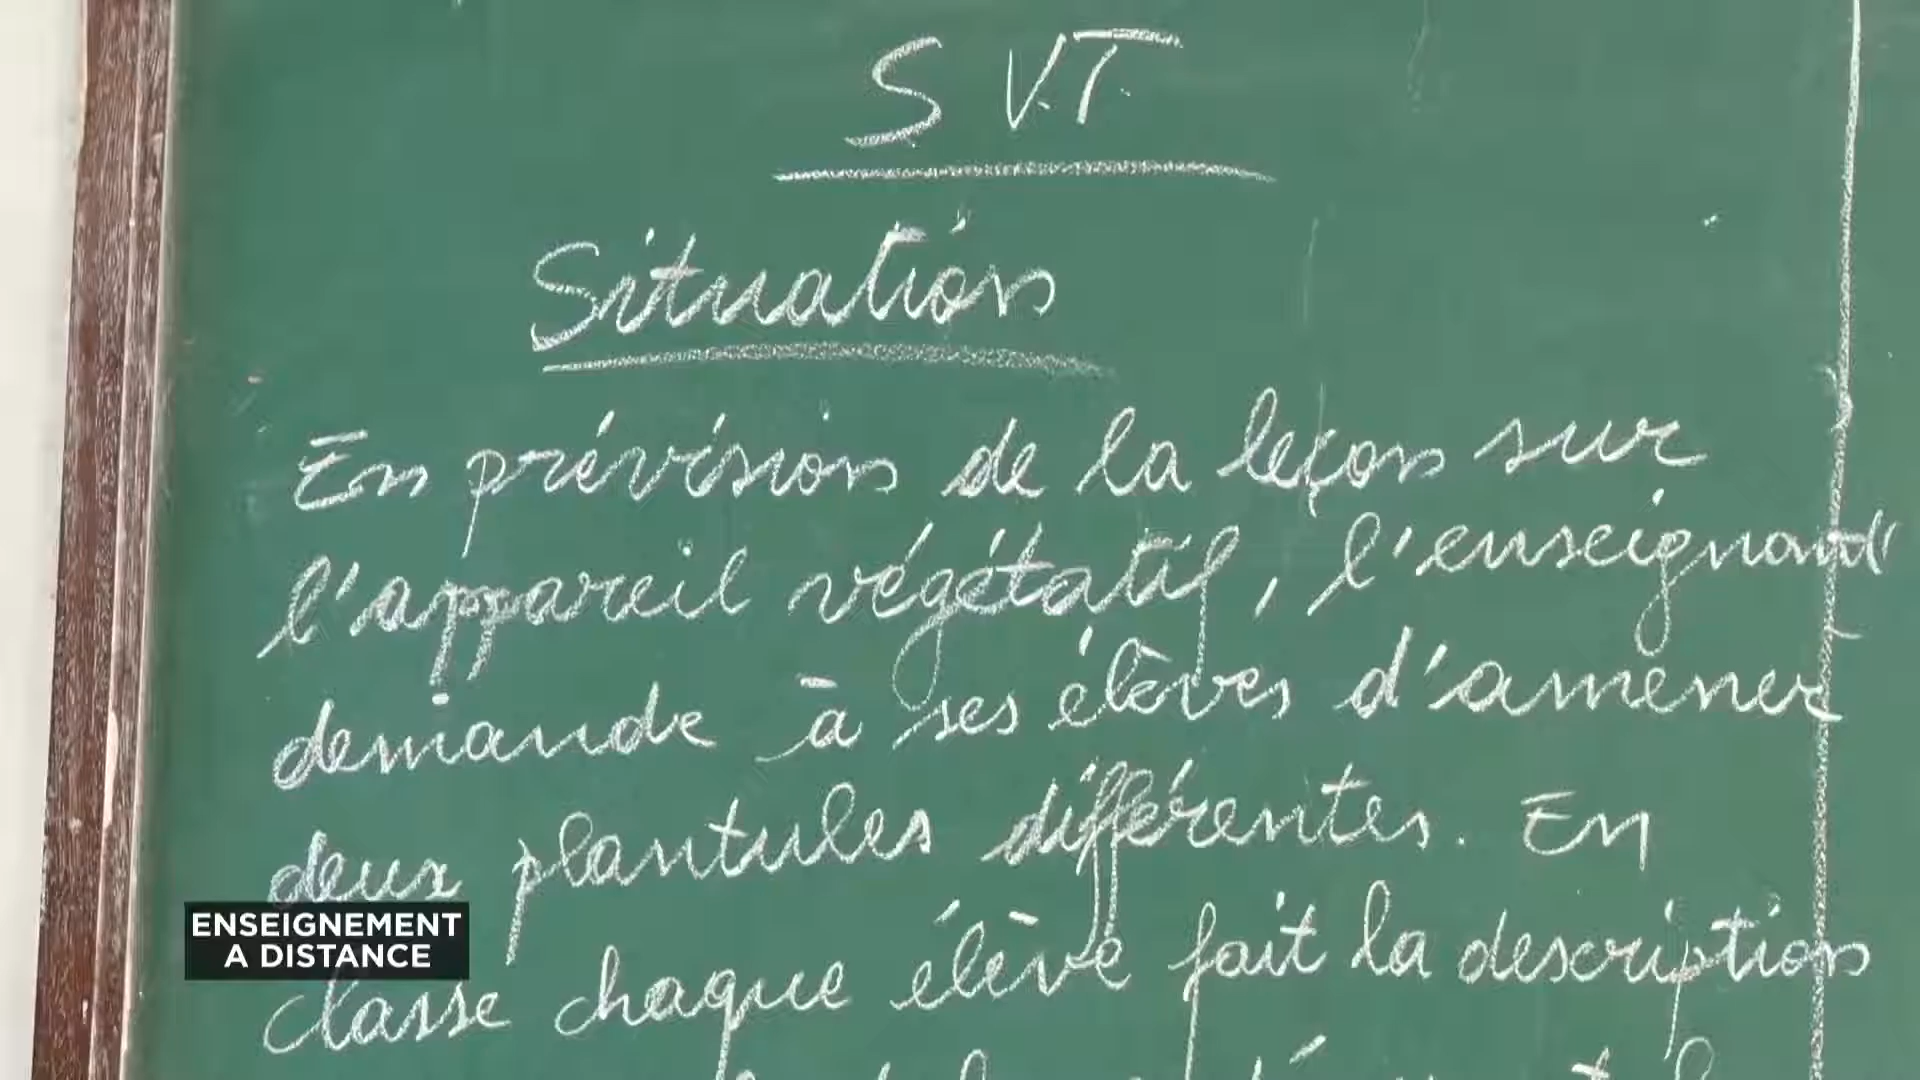 S V.T.
Situation
En prévision de la leçon sur
l'appareil végétatif, l'enseignant
demande à ses élèves d'amener
deux plantules différentes. En
classe chaque élève fait la description
ENSEIGNEMENT
A DISTANCE